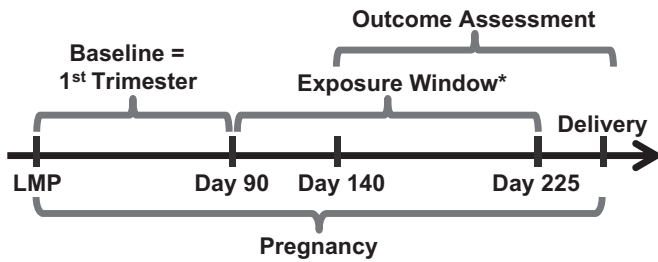 Outcome Assessment
Baseline =
1st Trimester
Exposure Window*
Delivery
LMP
Day 90
Day 140
Day 225
Pregnancy